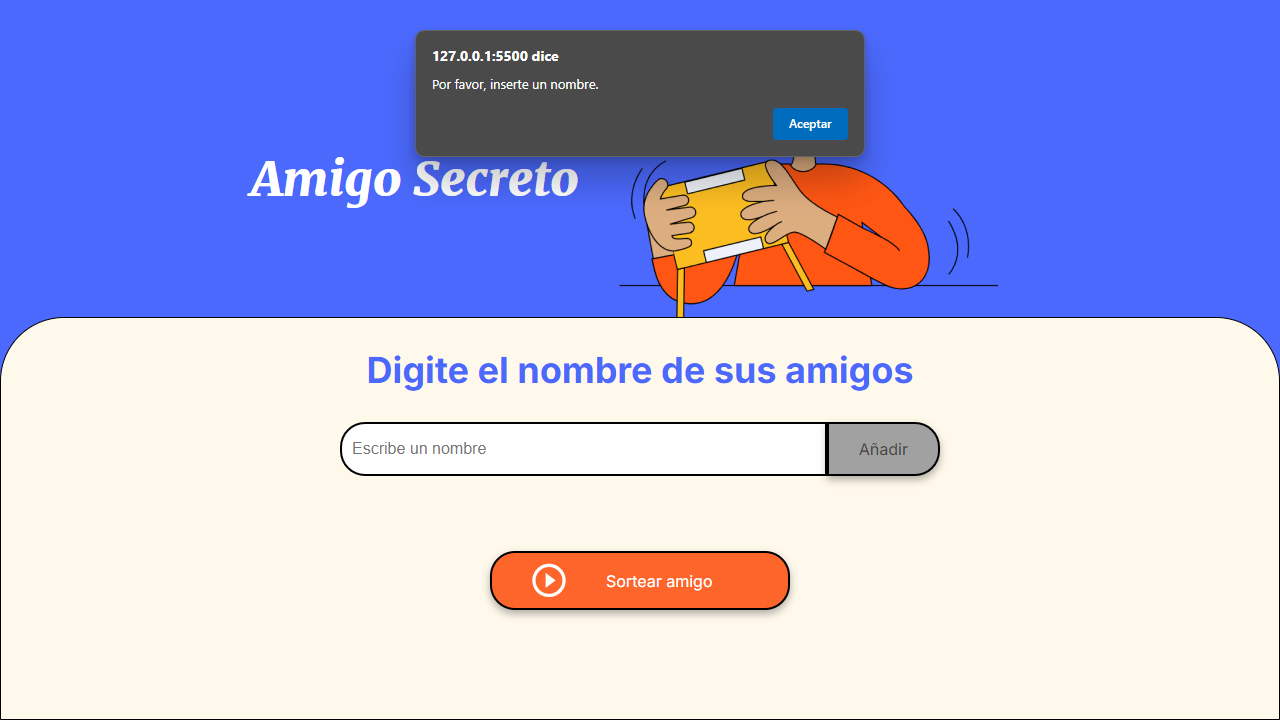 127.0.0.1:5500 dice
Por favor, inserte un nombre.
Aceptar
Amigo Secreto
Digite el nombre de sus amigos
Escribe un nombre
Añadir
Sortear amigo